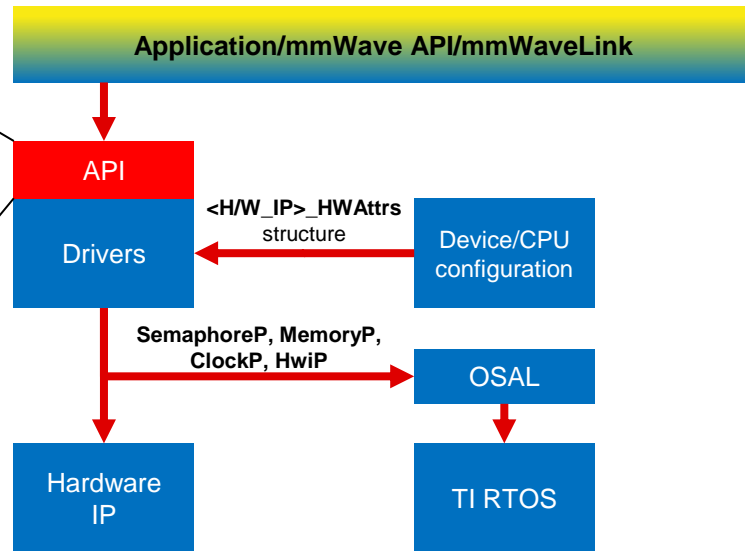 Application/mmWave API/mmWaveLink
API
<H/W_IP>_HWAttrs
structure
Drivers
Device/CPU
configuration
SemaphoreP, MemoryP,
ClockP, HwiP
OSAL
Hardware
IP
TI RTOS